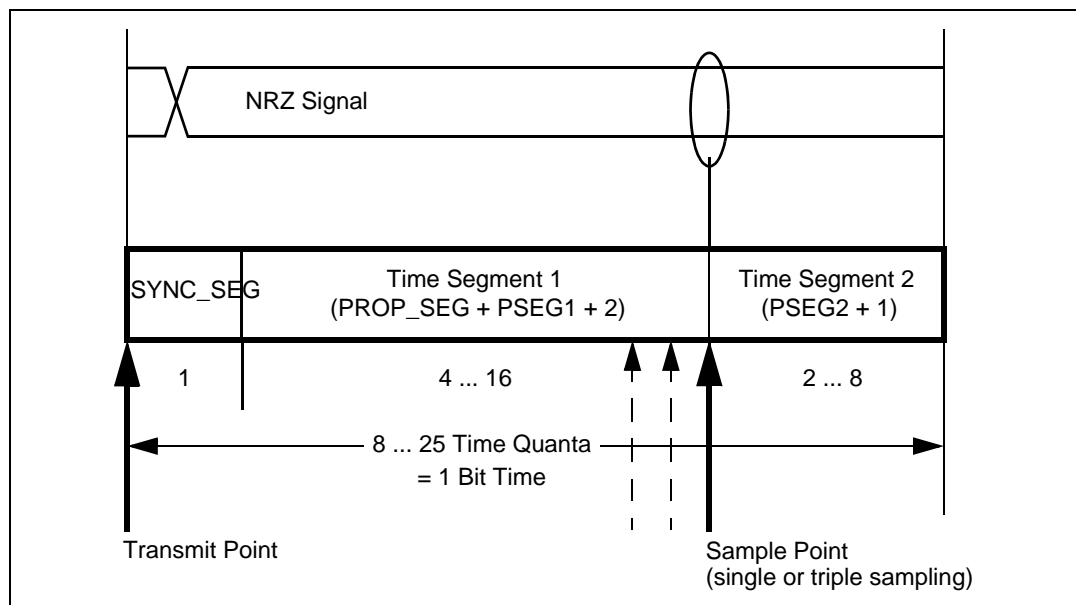 NRZ Signal
SYNC_SEG
Time Segment 1
(PROP_SEG + PSEG1 + 2)
Time Segment 2
(PSEG2 + 1)
1
4 ... 16
2 ... 8
8 ... 25 Time Quanta
= 1 Bit Time
Transmit Point
Sample Point
(single or triple sampling)